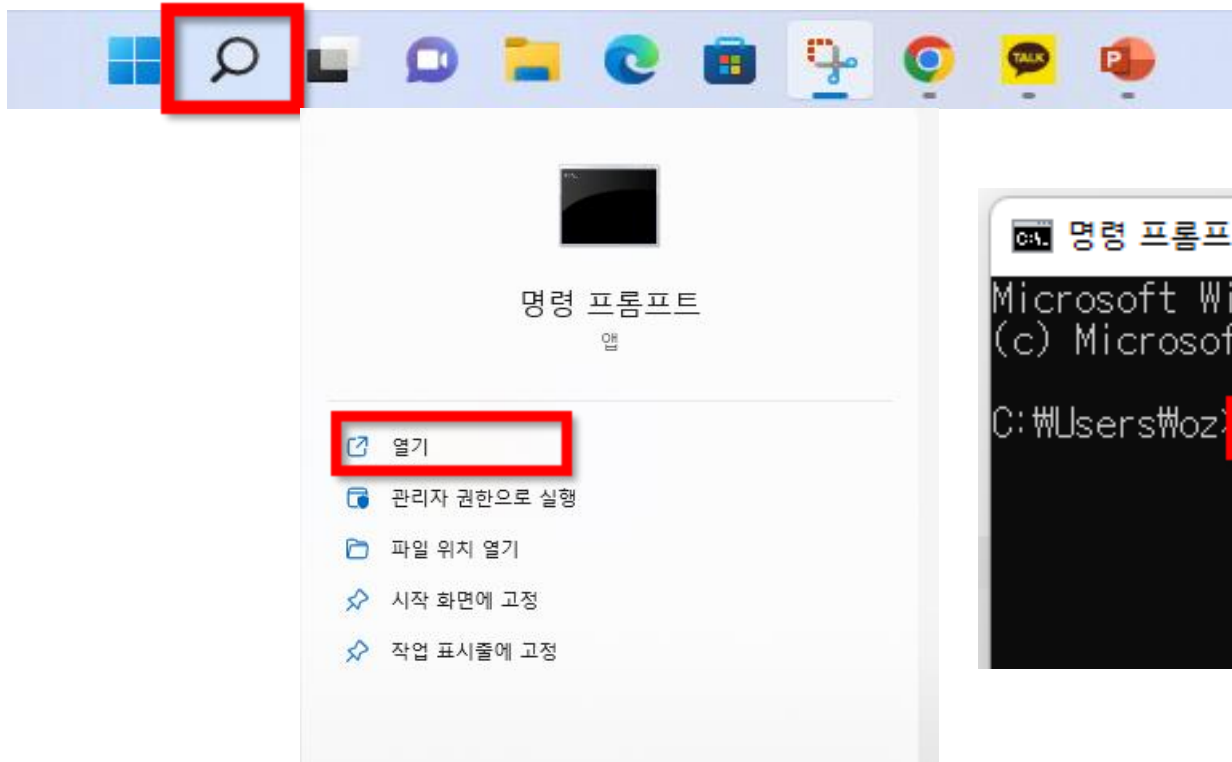 TALK
P
명령 프롬프트
앱
열기
관리자 권한으로 실행
파일 위치 열기
시작 화면에 고정
작업 표시줄에 고정
C:\. 명령 프롬프
Microsoft Wi
(c) Microsof
C:₩Users₩oz>